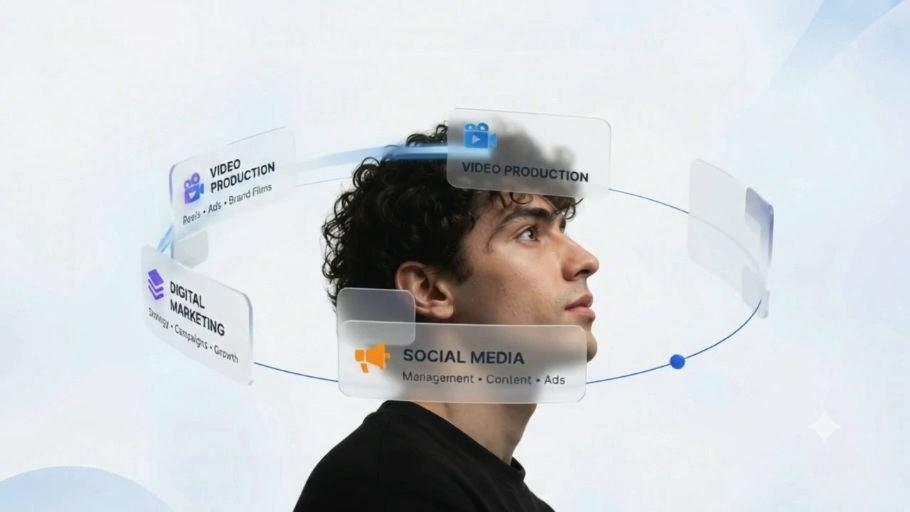 VIDEO PRODUCTION
VIDEO
PRODUCTION
Reels • Ads • Brand Films
DIGITAL
MARKETING
Strategy • Campaigns • Growth
SOCIAL MEDIA
Management • Content • Ads